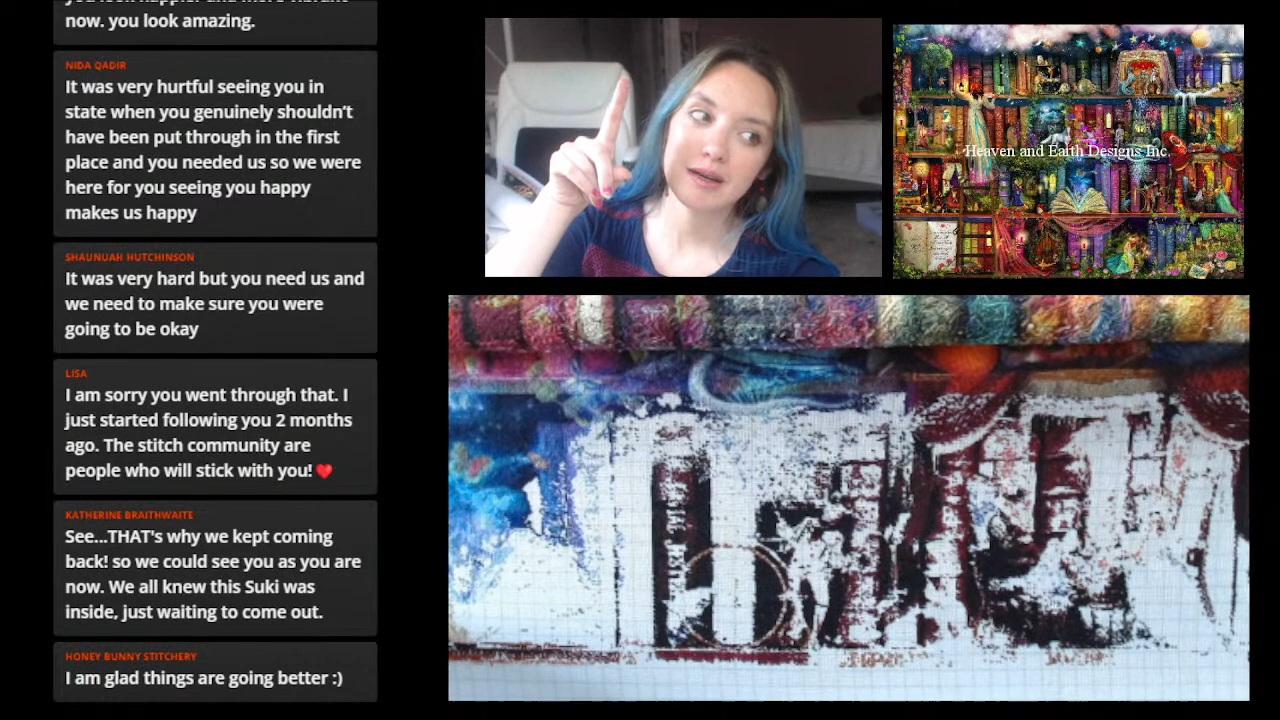 now. you look amazing.
NIDA QADIR
It was very hurtful seeing you in
state when you genuinely shouldn't
have been put through in the first
place and you needed us so we were
here for you seeing you happy
makes us happy
SHAUNUAH HUTCHINSON
It was very hard but you need us and
we need to make sure you were
going to be okay
LISA
I am sorry you went through that. I
just started following you 2 months
ago. The stitch community are
people who will stick with you! ❤️
KATHERINE BRAITHWAITE
See...THAT's why we kept coming
back! so we could see you as you are
now. We all knew this Suki was
inside, just waiting to come out.
HONEY BUNNY STITCHERY
I am glad things are going better :)
Heaven and Earth Designs Inc.